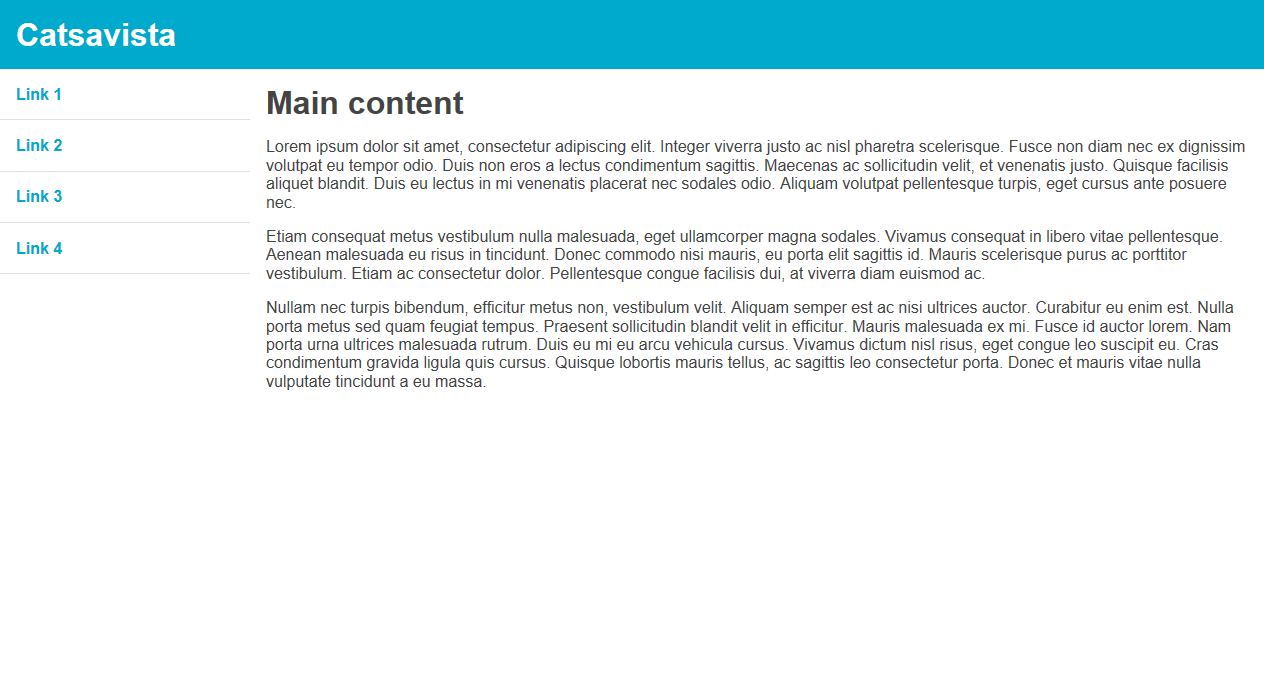 Catsavista
Link 1
Link 2
Link 3
Link 4
Main content
Lorem ipsum dolor sit amet, consectetur adipiscing elit. Integer viverra justo ac nisl pharetra scelerisque. Fusce non diam nec ex dignissim
volutpat eu tempor odio. Duis non eros a lectus condimentum sagittis. Maecenas ac sollicitudin velit, et venenatis justo. Quisque facilisis
aliquet blandit. Duis eu lectus in mi venenatis placerat nec sodales odio. Aliquam volutpat pellentesque turpis, eget cursus ante posuere
nec.
Etiam consequat metus vestibulum nulla malesuada, eget ullamcorper magna sodales. Vivamus consequat in libero vitae pellentesque.
Aenean malesuada eu risus in tincidunt. Donec commodo nisi mauris, eu porta elit sagittis id. Mauris scelerisque purus ac porttitor
vestibulum. Etiam ac consectetur dolor. Pellentesque congue facilisis dui, at viverra diam euismod ac.
Nullam nec turpis bibendum, efficitur metus non, vestibulum velit. Aliquam semper est ac nisi ultrices auctor. Curabitur eu enim est. Nulla
porta metus sed quam feugiat tempus. Praesent sollicitudin blandit velit in efficitur. Mauris malesuada ex mi. Fusce id auctor lorem. Nam
porta urna ultrices malesuada rutrum. Duis eu mi eu arcu vehicula cursus. Vivamus dictum nisl risus, eget congue leo suscipit eu. Cras
condimentum gravida ligula quis cursus. Quisque lobortis mauris tellus, ac sagittis leo consectetur porta. Donec et mauris vitae nulla
vulputate tincidunt a eu massa.